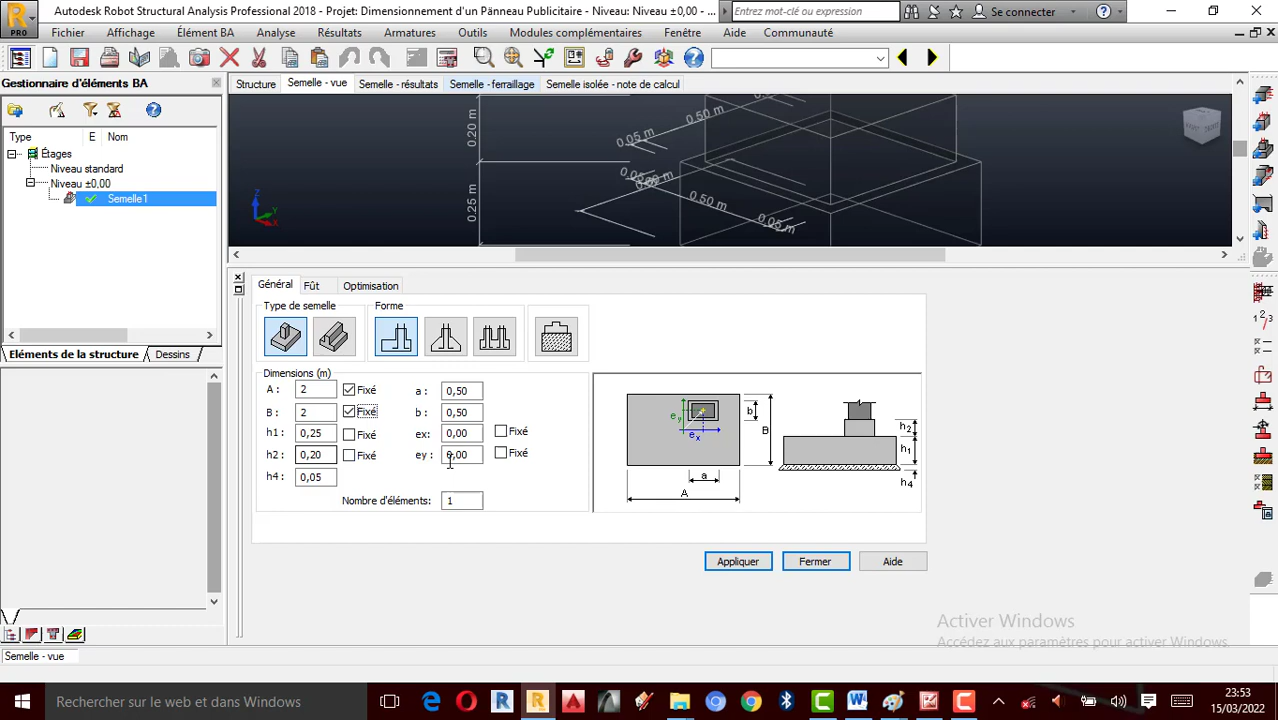 Autodesk Robot Structural Analysis Professional 2018 - Projet: Dimensionnement d'un Pänneau Publicitaire - Niveau: Niveau ±0,00 - ...
Entrez mot-clé ou expression
Se connecter
PRO
Fichier Affichage Élément BA Analyse Résultats Armatures Outils Modules complémentaires Fenêtre Aide Communauté
Gestionnaire d'éléments BA
Structure Semelle - vue Semelle - résultats Semelle - ferraillage Semelle isolée - note de calcul
Type E Nom
Étages
Niveau standard
Niveau ±0,00
Semelle1
0,20 m
0,50 m
0,05 m
0,25 m
0,50 m
0,05 m
Général Fût Optimisation
Type de semelle Forme
Eléments de la structure Dessins
Dimensions (m)
A : 2 Fixé a : 0,50
B : 2 Fixé b : 0,50
h1 : 0,25 Fixé ex: 0,00 Fixé
h2 : 0,20 Fixé ey : 0,00 Fixé
h4 : 0,05
Nombre d'éléments: 1
ey
ex
b
B
a
A
h2
h1
h4
Appliquer Fermer Aide
Activer Windows
Accédez aux paramètres pour activer Windows.
Semelle - vue
Rechercher sur le web et dans Windows
23:53
15/03/2022